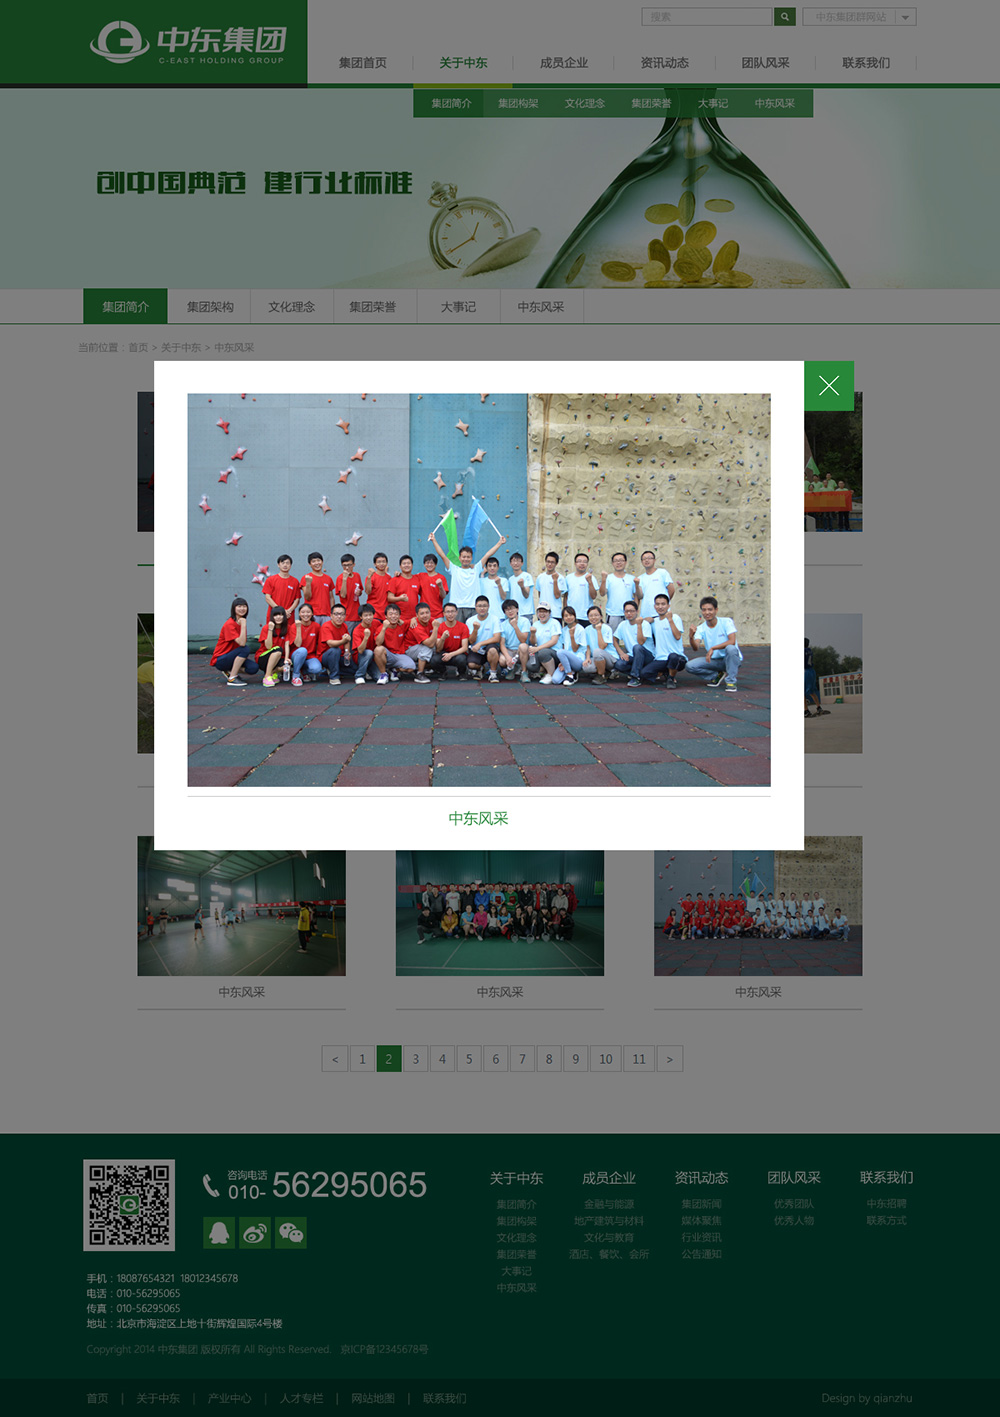 中东集团
C-EAST HOLDING GROUP
搜索
中东集团群网站
集团首页 关于中东 成员企业 资讯动态 团队风采 联系我们
集团简介 集团构架 文化理念 集团荣誉 大事记 中东风采
创中国典范 建行业标准
集团简介 集团架构 文化理念 集团荣誉 大事记 中东风采
当前位置：首页 > 关于中东 > 中东风采
中东风采
中东风采 中东风采 中东风采
< 1 2 3 4 5 6 7 8 9 10 11 >
咨询电话
010-56295065
手机：18087654321 18012345678
电话：010-56295065
传真：010-56295065
地址：北京市海淀区上地十街辉煌国际4号楼
Copyright 2014 中东集团 版权所有 All Rights Reserved. 京ICP备12345678号
关于中东
集团简介
集团构架
文化理念
集团荣誉
大事记
中东风采
成员企业
金融与能源
地产建筑与材料
文化与教育
酒店、餐饮、会所
资讯动态
集团新闻
媒体聚焦
行业资讯
公告通知
团队风采
优秀团队
优秀人物
联系我们
中东招聘
联系方式
首页 | 关于中东 | 产业中心 | 人才专栏 | 网站地图 | 联系我们
Design by qianzhu